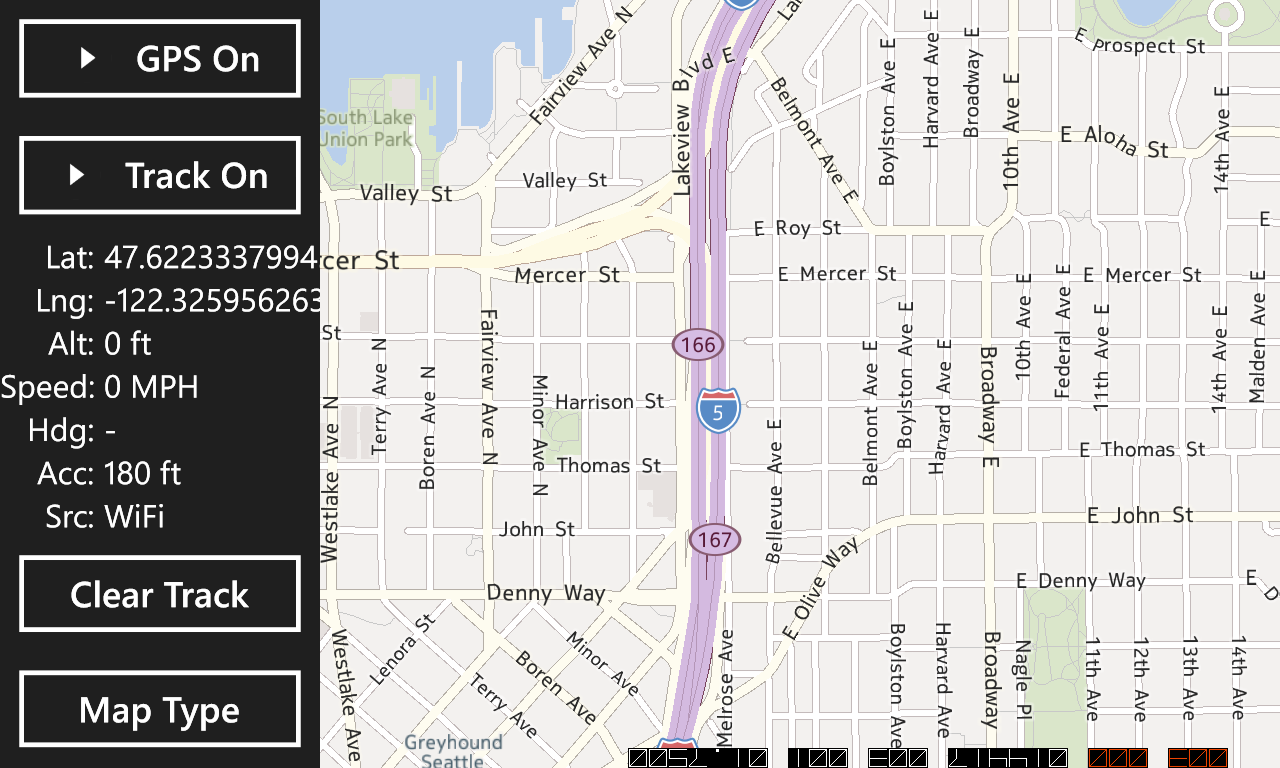 GPS On
Track On
Lat: 47.6223337994
Lng: -122.325956263
Alt: 0 ft
Speed: 0 MPH
Hdg: -
Acc: 180 ft
Src: WiFi
Clear Track
Map Type
Fairview Ave N
Lakeview Blvd E
Belmont Ave E
Boylston Ave E
Harvard Ave E
Broadway E
10th Ave E
E Prospect St
E Aloha St
14th Ave E
South Lake
Union Park
Valley St
Valley St
E Roy St
E
cer St
Mercer St
E Mercer St
E Mercer St
St
166
5
167
Westlake Ave N
Terry Ave N
Boren Ave N
Fairview Ave N
Minor Ave N
Harrison St
Thomas St
John St
Denny Way
Bellevue Ave E
Belmont Ave E
Boylston Ave E
Harvard Ave E
Broadway E
10th Ave E
Federal Ave E
11th Ave E
14th Ave E
Malden Ave E
E Thomas St
E John St
E Olive Way
E Denny Way
E
Westlake Ave
Lenora St
Terry Ave
Boren Ave
Minor Ave
Melrose Ave
Boylston Ave
Harvard Ave
Broadway
Nagle Pl
11th Ave
12th Ave
13th Ave
14th Ave
Greyhound
Seattle